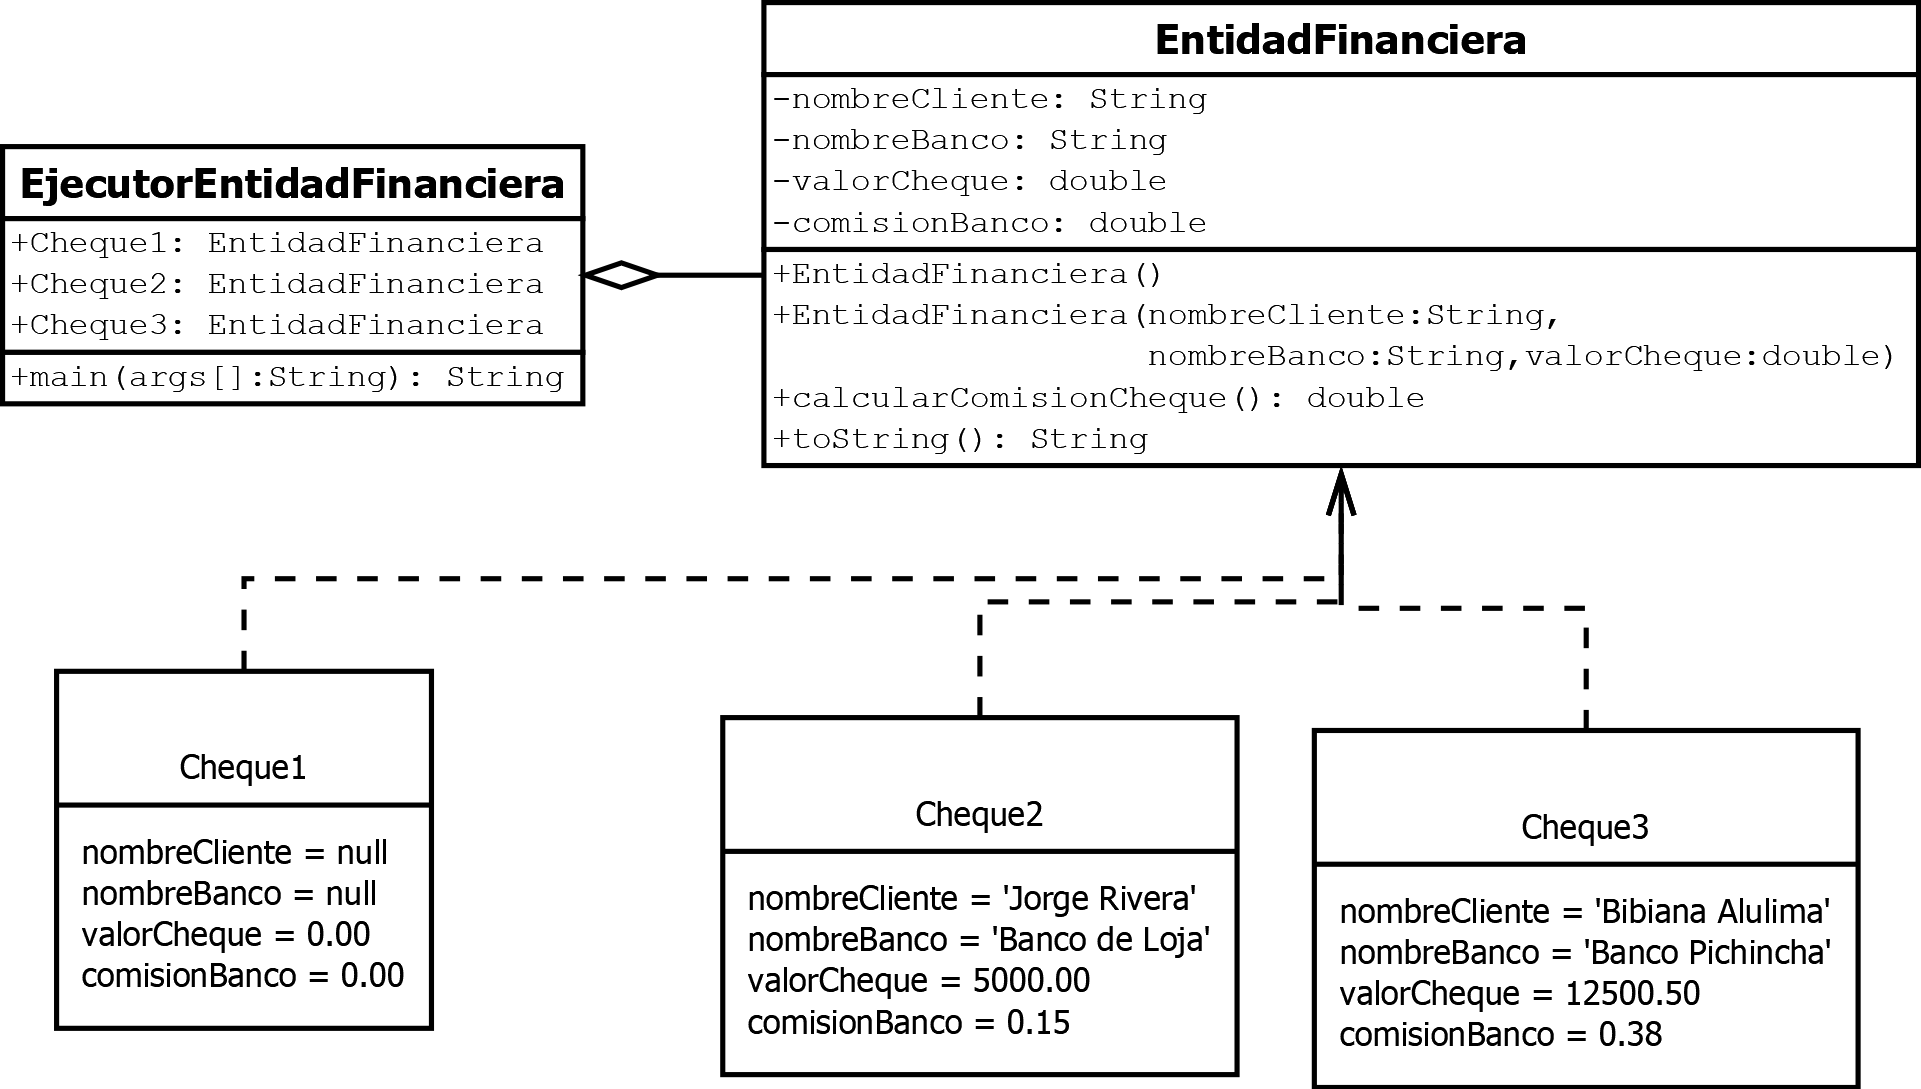 EntidadFinanciera
-nombreCliente: String
-nombreBanco: String
-valorCheque: double
-comisionBanco: double
+EntidadFinanciera()
+EntidadFinanciera(nombreCliente:String,
nombreBanco:String,valorCheque:double)
+calcularComisionCheque(): double
+toString(): String
EjecutorEntidadFinanciera
+Cheque1: EntidadFinanciera
+Cheque2: EntidadFinanciera
+Cheque3: EntidadFinanciera
+main(args[]:String): String
Cheque1
nombreCliente = null
nombreBanco = null
valorCheque = 0.00
comisionBanco = 0.00
Cheque2
nombreCliente = 'Jorge Rivera'
nombreBanco = 'Banco de Loja'
valorCheque = 5000.00
comisionBanco = 0.15
Cheque3
nombreCliente = 'Bibiana Alulima'
nombreBanco = 'Banco Pichincha'
valorCheque = 12500.50
comisionBanco = 0.38